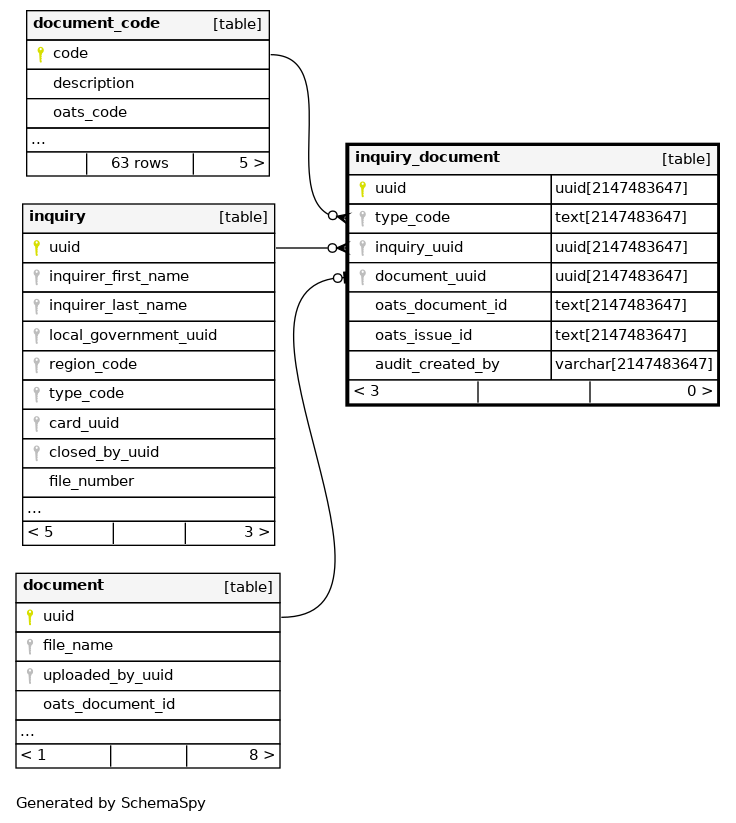 document_code [table]
code
description
oats_code
...
63 rows 5 >
inquiry_document [table]
uuid uuid[2147483647]
type_code text[2147483647]
inquiry_uuid uuid[2147483647]
document_uuid uuid[2147483647]
oats_document_id text[2147483647]
oats_issue_id text[2147483647]
audit_created_by varchar[2147483647]
< 3 0 >
inquiry [table]
uuid
inquirer_first_name
inquirer_last_name
local_government_uuid
region_code
type_code
card_uuid
closed_by_uuid
file_number
...
< 5 3 >
document [table]
uuid
file_name
uploaded_by_uuid
oats_document_id
...
< 1 8 >
Generated by SchemaSpy